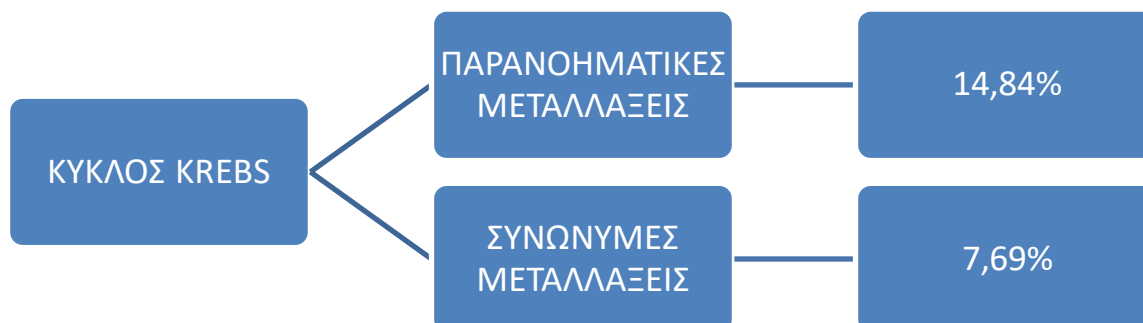 ΠΑΡΑΝΟΗΜΑΤΙΚΕΣ
ΜΕΤΑΛΛΑΞΕΙΣ
14,84%
ΚΥΚΛΟΣ KREBS
ΣΥΝΩΝΥΜΕΣ
ΜΕΤΑΛΛΑΞΕΙΣ
7,69%